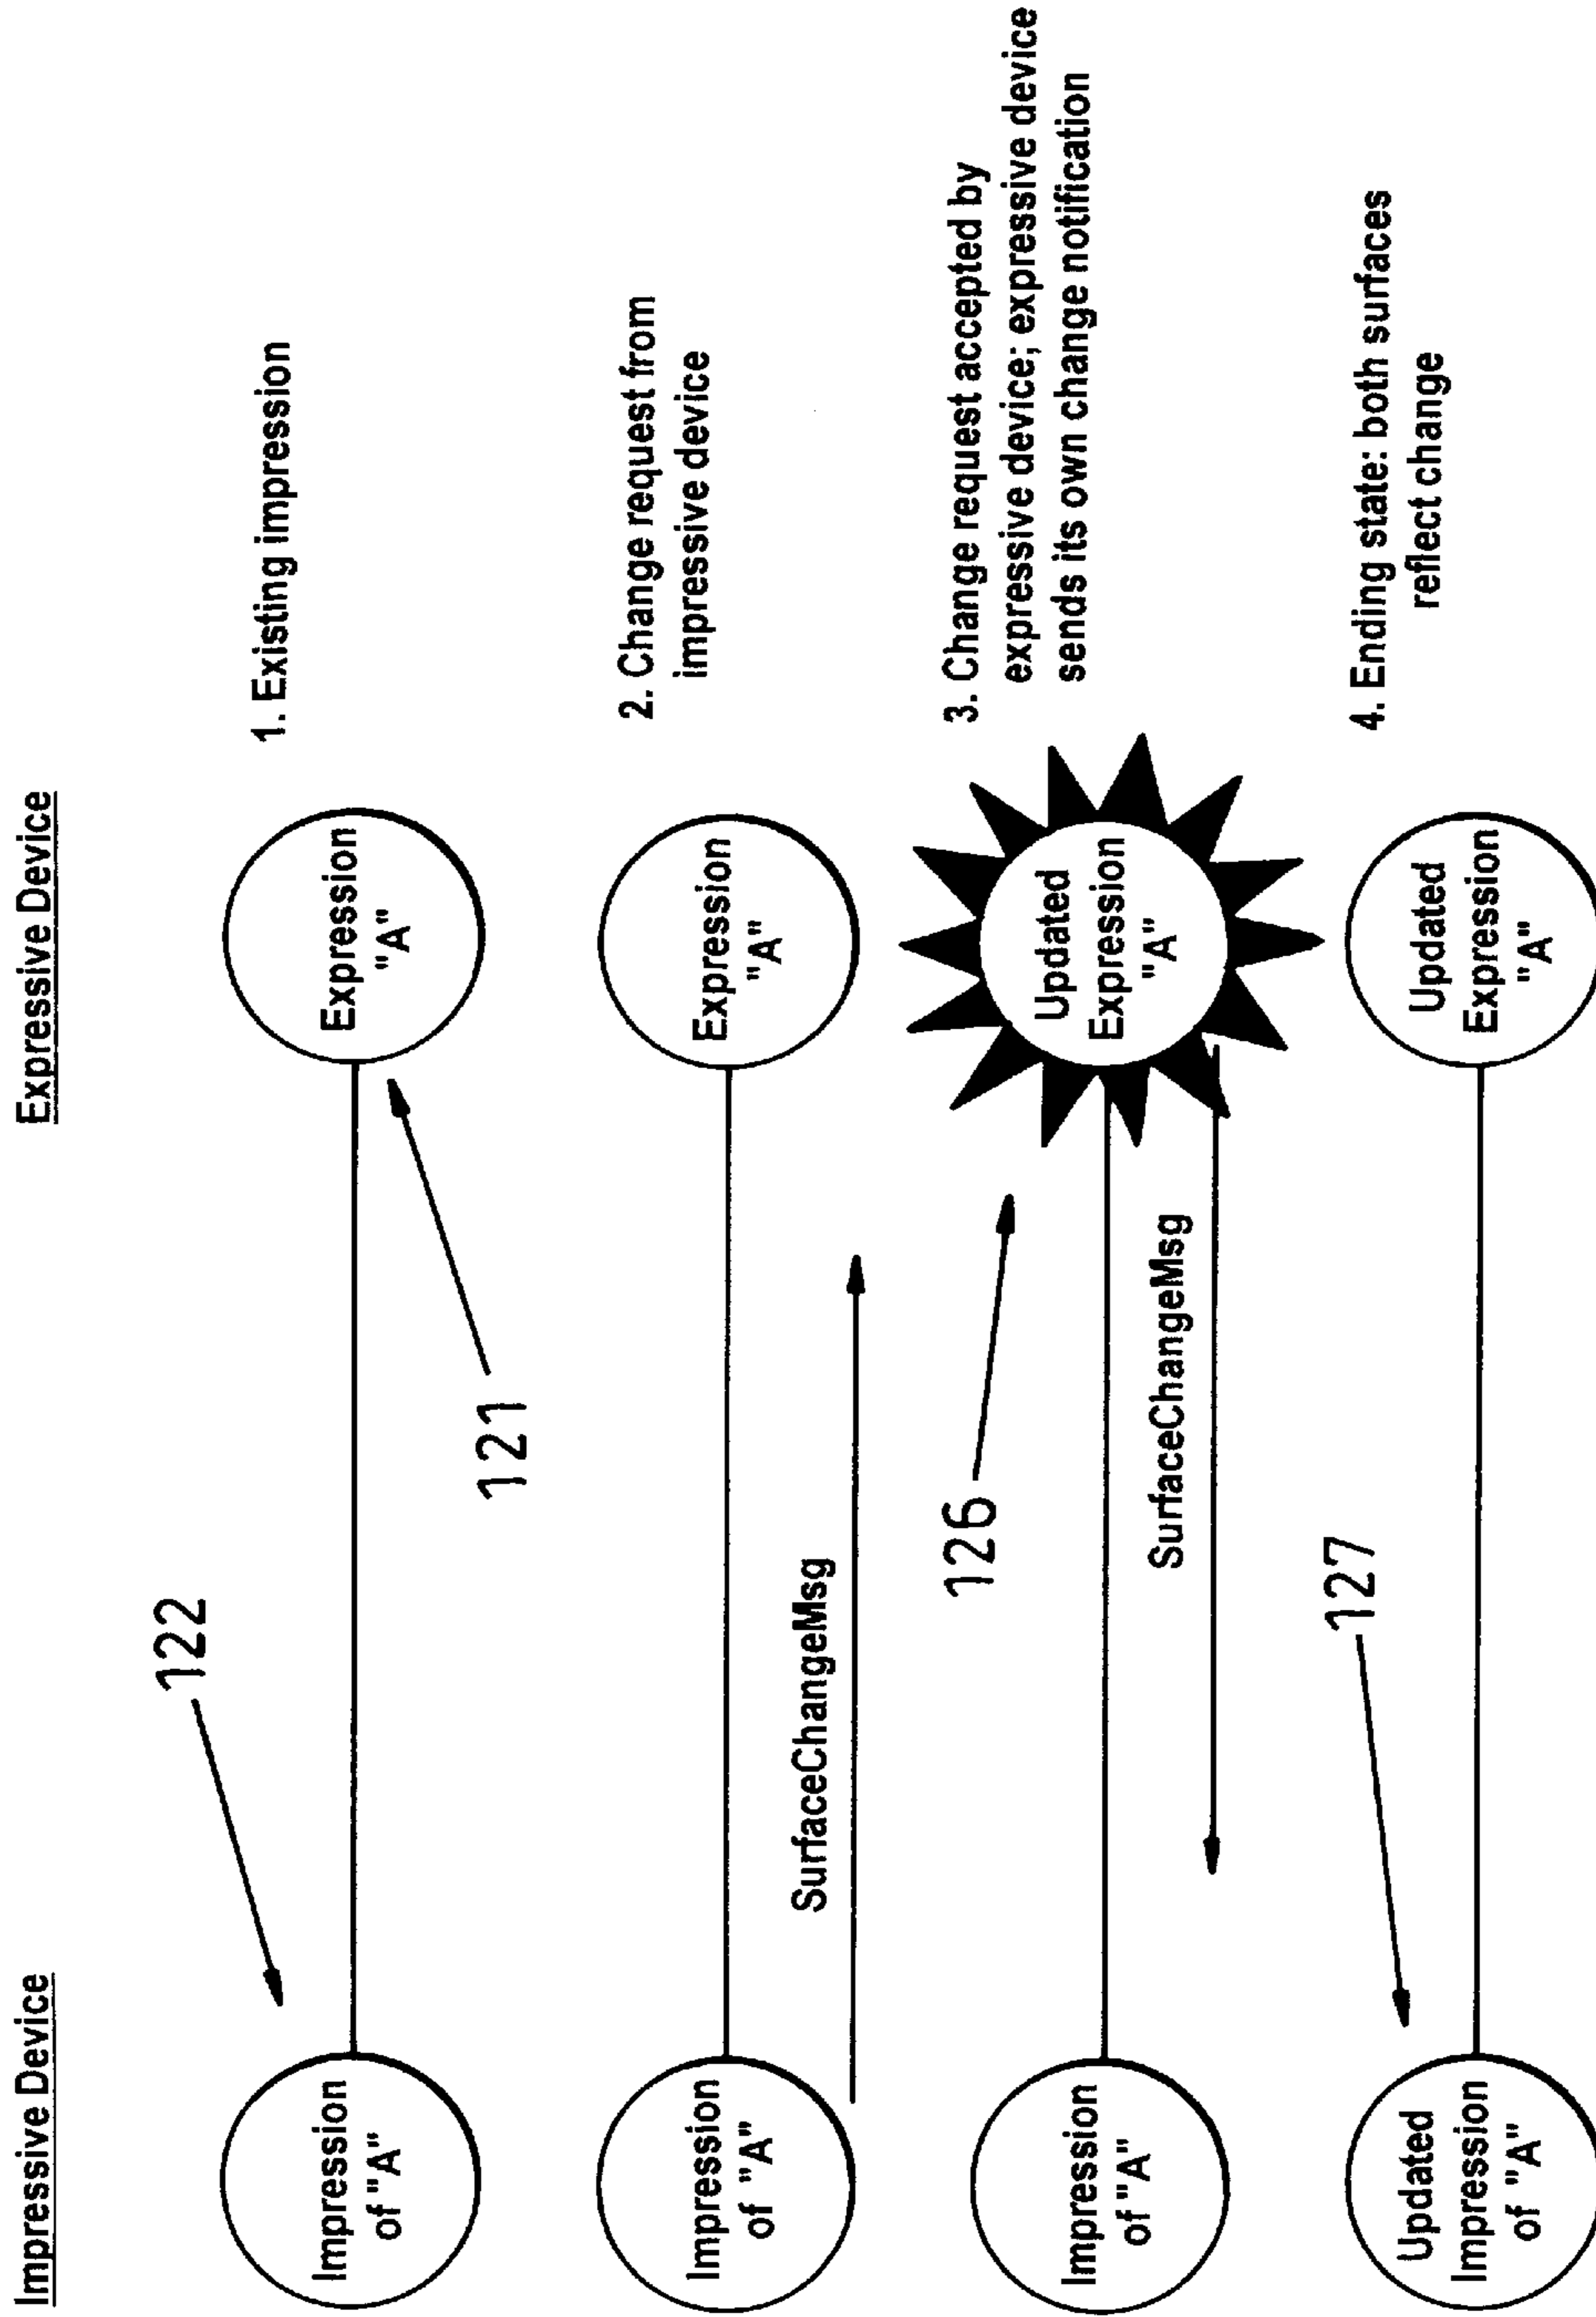 Impressive Device
Expressive Device
122
Impression
of "A"
Expression
"A"
121
1. Existing impression
Impression
of "A"
Expression
"A"
SurfaceChangeMsg
2. Change request from
impressive device
126
Impression
of "A"
Updated
Expression
"A"
SurfaceChangeMsg
3. Change request accepted by
expressive device; expressive device
sends its own change notification
127
Updated
Impression
of "A"
Updated
Expression
"A"
4. Ending state: both surfaces
reflect change